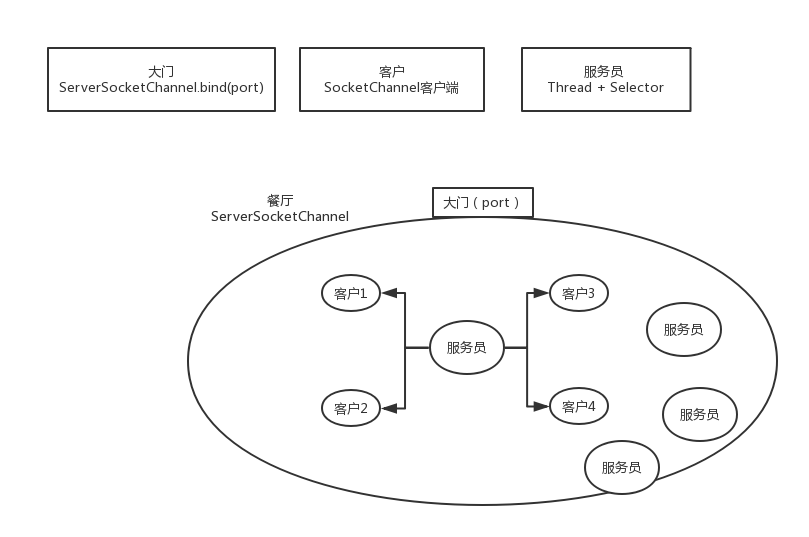 大门
ServerSocketChannel.bind(port)
客户
SocketChannel客户端
服务员
Thread + Selector
餐厅
ServerSocketChannel
大门（port）
客户1
客户3
服务员
服务员
客户2
客户4
服务员
服务员